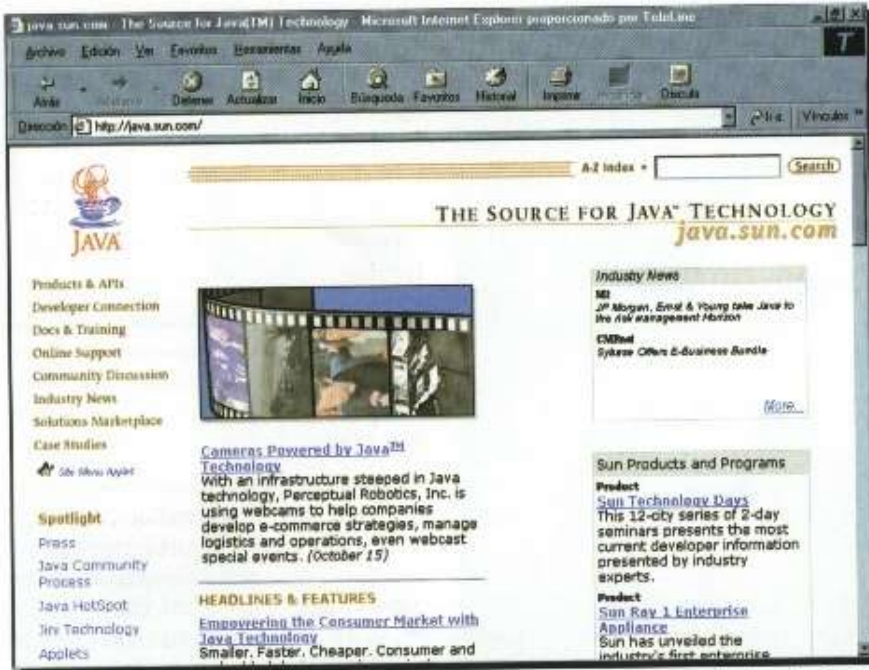 java.sun.com - The Source for Java(TM) Technology - Microsoft Internet Explorer proporcionado por TeleLine
Archivo Edición Ver Favoritos Herramientas Ayuda
Atrás Detener Actualizar Inicio Búsqueda Favoritos Historial Imprimir Discuta
Dirección http://java.sun.com/ Ir a Vínculos »
A-Z Index Search
JAVA
THE SOURCE FOR JAVA™ TECHNOLOGY
java.sun.com
Products & APIs
Developer Connection
Docs & Training
Online Support
Community Discussion
Industry News
Solutions Marketplace
Case Studies
Site Menu Applet
Spotlight
Press
Java Community
Process
Java HotSpot
Jini Technology
Applets
Cameras Powered by Java™
Technology
With an infrastructure steeped in Java
technology, Perceptual Robotics, Inc. is
using webcams to help companies
develop e-commerce strategies, manage
logistics and operations, even webcast
special events. (October 15)
HEADLINES & FEATURES
Empowering the Consumer Market with
Java Technology
Smaller. Faster. Cheaper. Consumer and
Industry News
JP Morgan, Ernst & Young take Java to
the risk management Horizon
Sykese Offers E-Business Bundle
More...
Sun Products and Programs
Product
Sun Technology Days
This 12-city series of 2-day
seminars presents the most
current developer information
presented by industry
experts.
Product
Sun Ray 1 Enterprise
Appliance
Sun has unveiled the
industry's first enterprise